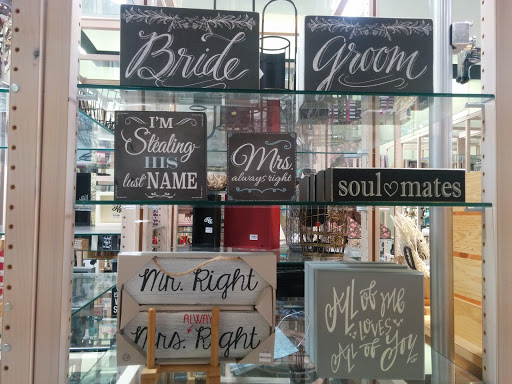 Bride
Groom
I'M
Stealing
HIS
last NAME
Mrs.
always right
soul mates
Mr. Right
ALWAYS
Mrs. Right
All of me
LOVES
All of You